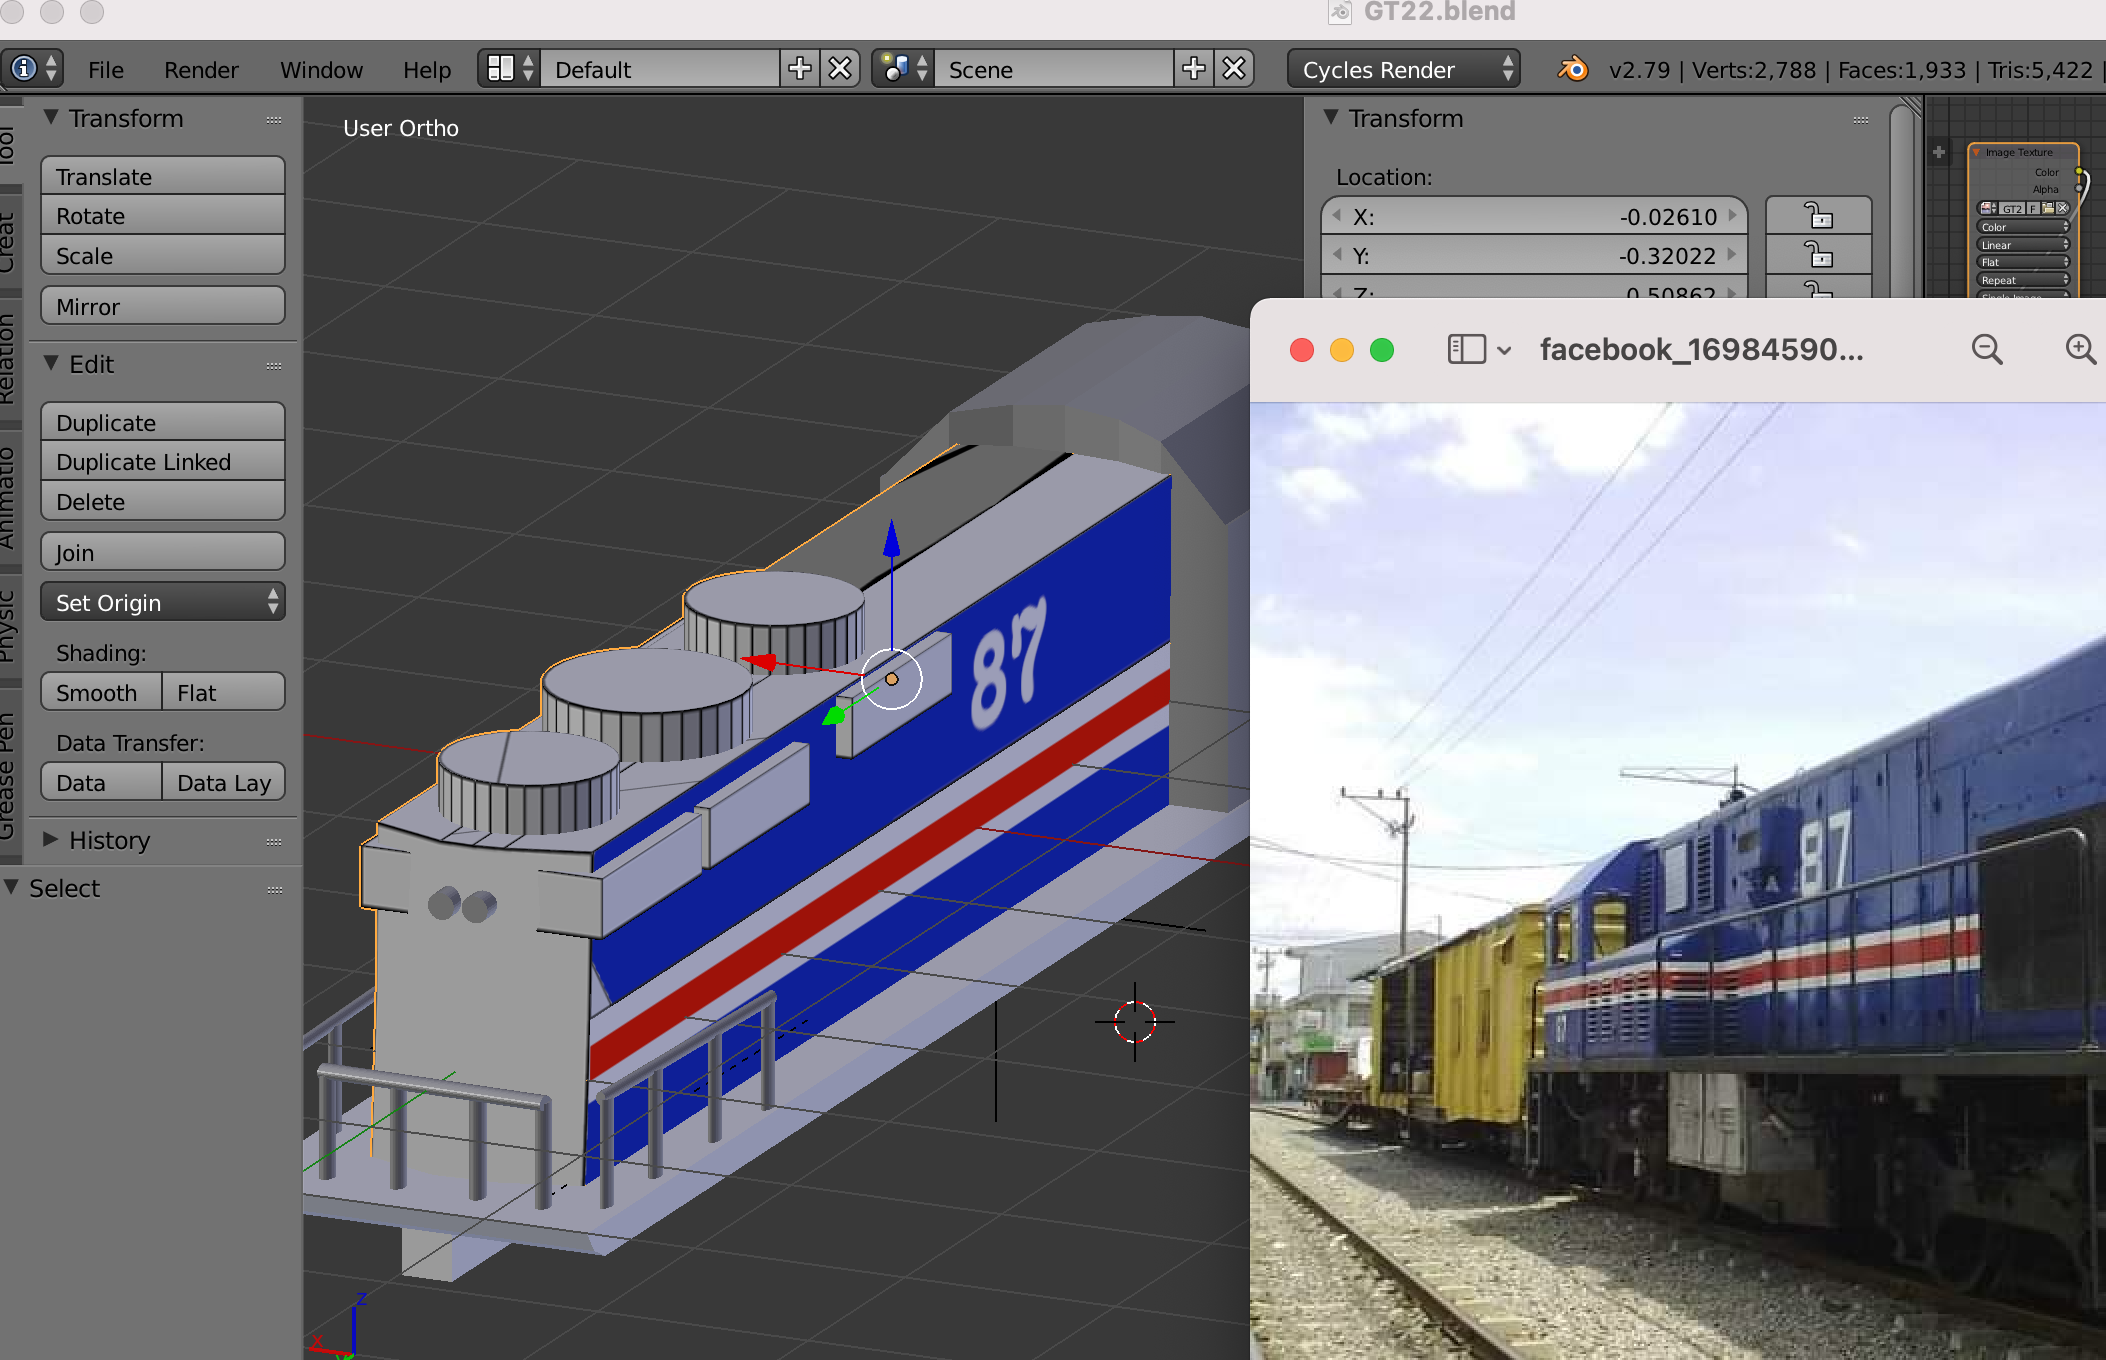 GT22.blend
File Render Window Help Default Scene Cycles Render v2.79 | Verts:2,788 | Faces:1,933 | Tris:5,422 |
Transform
Translate
Rotate
Scale
Mirror
Edit
Duplicate
Duplicate Linked
Delete
Join
Set Origin
Shading:
Smooth Flat
Data Transfer:
Data Data Lay
History
Select
Tool
Creat
Relation
Animatio
Physic
Grease Pen
User Ortho
87
Z
X
Transform
Location:
X: -0.02610
Y: -0.32022
Z: 0.50862
Image Texture
Color
Alpha
GT2 F
Color
Linear
Flat
Repeat
Single Image
facebook_16984590...
87
87